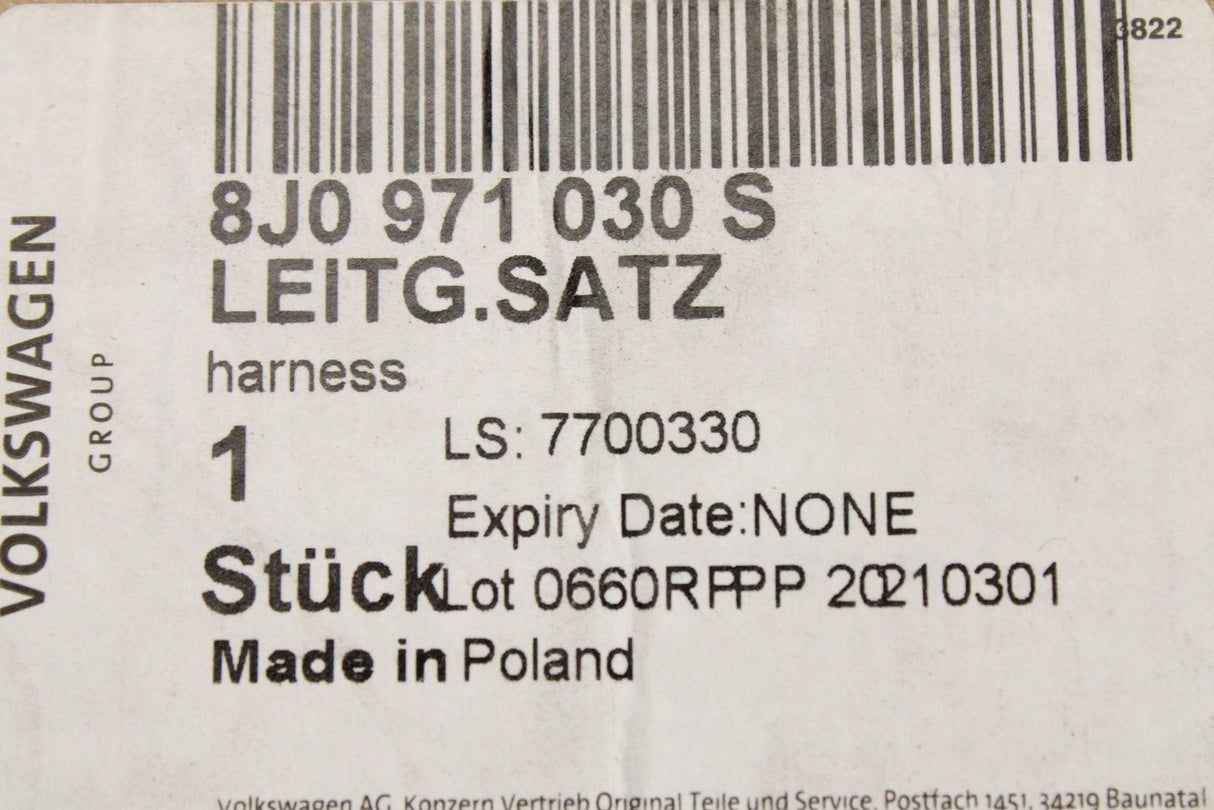 3822
8J0 971 030 S
LEITG.SATZ
harness
1
LS: 7700330
Expiry Date:NONE
Stück
Lot 0660RPPP 20210301
Made in Poland
VOLKSWAGEN
GROUP
Volkswagen AG, Konzern Vertrieb Original Teile und Service, Postfach 1451, 34219 Baunatal